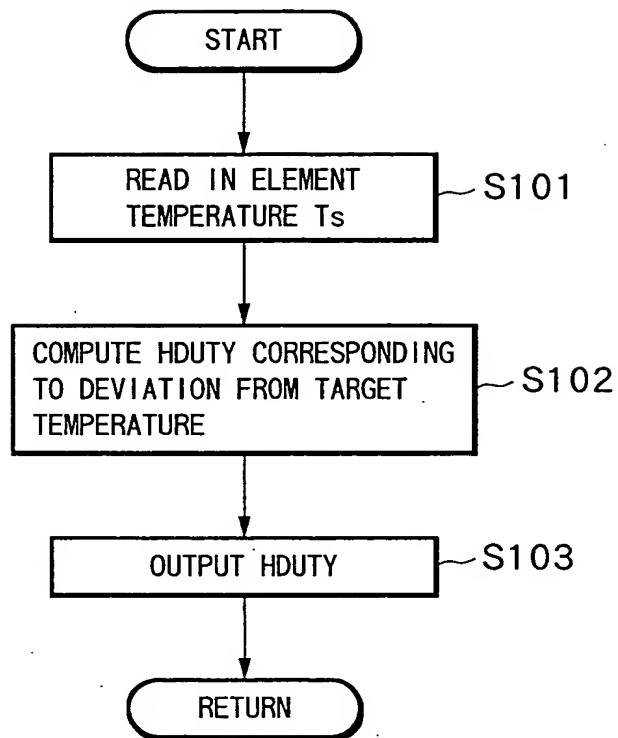 START
READ IN ELEMENT
TEMPERATURE Ts
S101
COMPUTE HDUTY CORRESPONDING
TO DEVIATION FROM TARGET
TEMPERATURE
S102
OUTPUT HDUTY
S103
RETURN